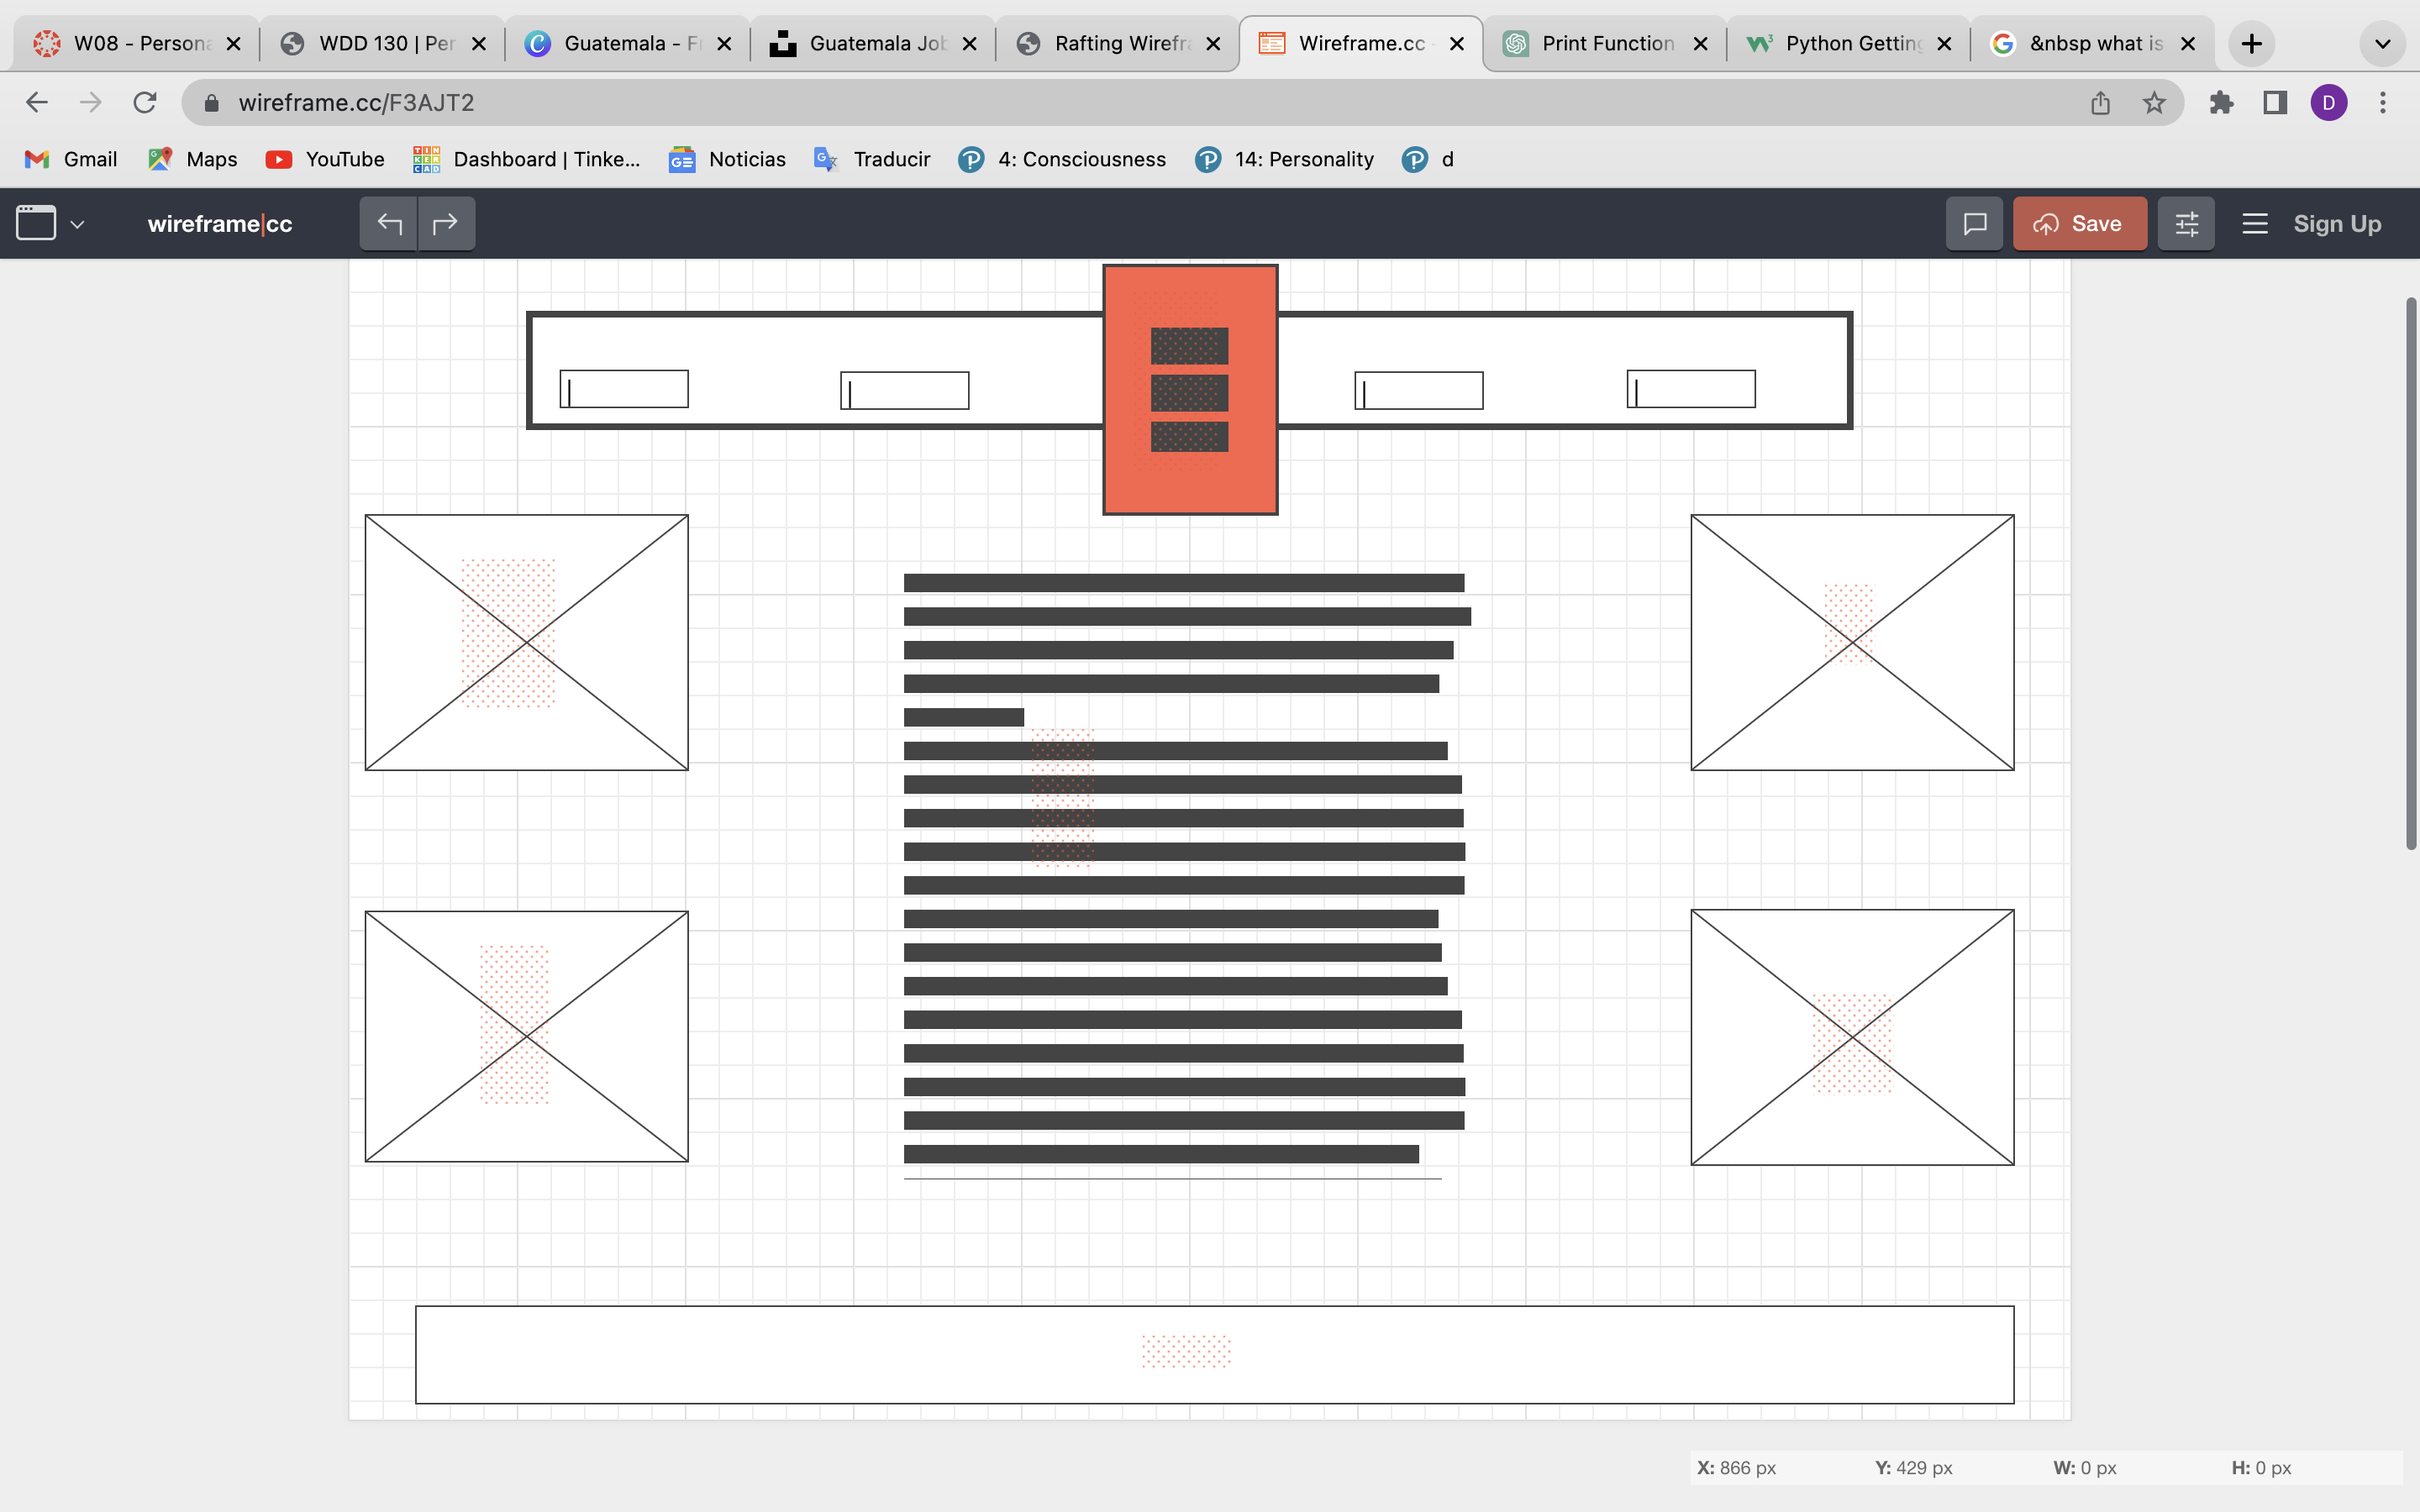 W08 - Persona
WDD 130 | Per
Guatemala - Fr
Guatemala Job
Rafting Wirefra
Wireframe.cc -
Print Function
Python Getting
&nbsp what is
wireframe.cc/F3AJT2
D
Gmail
Maps
YouTube
Dashboard | Tinke...
Noticias
Traducir
4: Consciousness
14: Personality
d
wireframe|cc
Save
Sign Up
X: 866 px
Y: 429 px
W: 0 px
H: 0 px